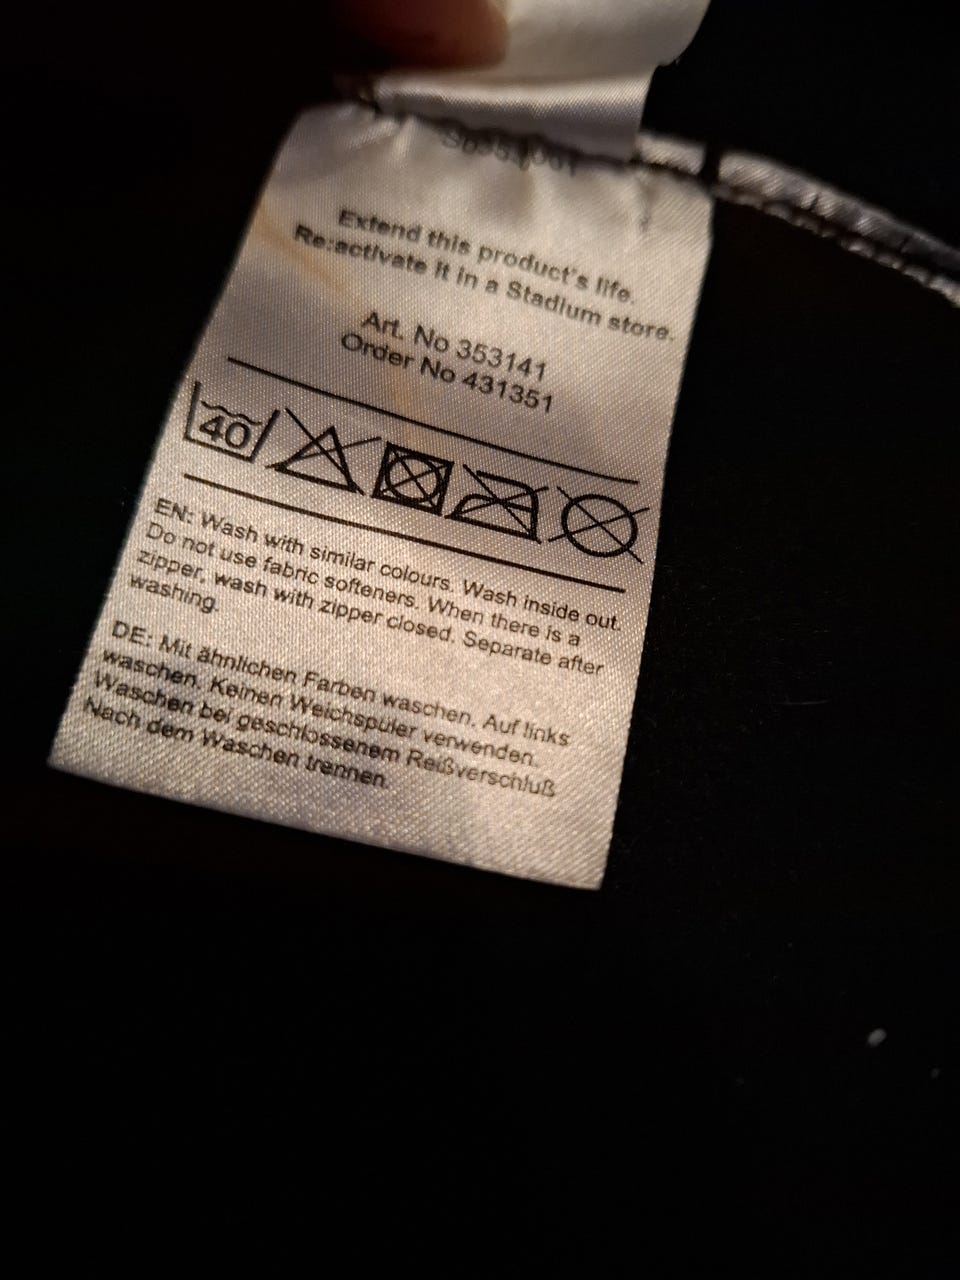 Extend this product's life.
Re:activate it in a Stadium store.
Art. No 353141
Order No 431351
40
EN: Wash with similar colours. Wash inside out.
Do not use fabric softeners. When there is a
zipper, wash with zipper closed. Separate after
washing.
DE: Mit ähnlichen Farben waschen. Auf links
waschen. Keinen Weichspüler verwenden.
Waschen bei geschlossenem Reißverschluß
Nach dem Waschen trennen.